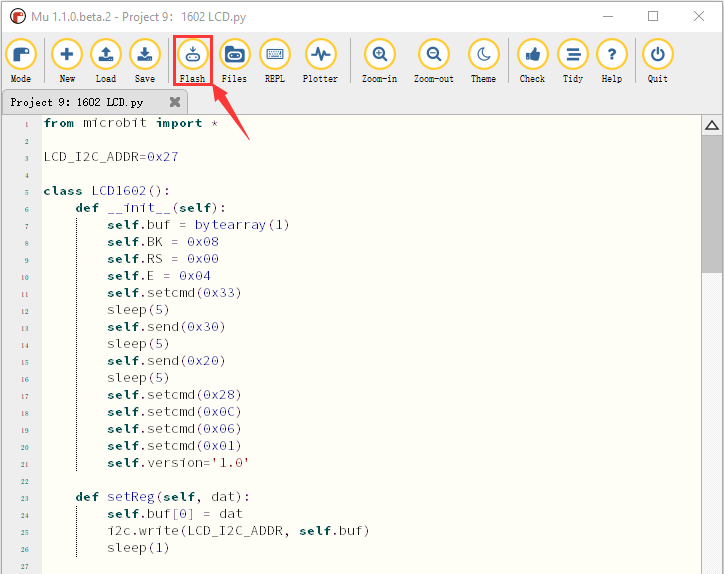 Mu 1.1.0.beta.2 - Project 9：1602 LCD.py
Mode New Load Save Flash Files REPL Plotter Zoom-in Zoom-out Theme Check Tidy Help Quit
Project 9：1602 LCD.py
1 from microbit import *
2
3 LCD_I2C_ADDR=0x27
4
5 class LCD1602():
6     def __init__(self):
7         self.buf = bytearray(1)
8         self.BK = 0x08
9         self.RS = 0x00
10         self.E = 0x04
11         self.setcmd(0x33)
12         sleep(5)
13         self.send(0x30)
14         sleep(5)
15         self.send(0x20)
16         sleep(5)
17         self.setcmd(0x28)
18         self.setcmd(0x0C)
19         self.setcmd(0x06)
20         self.setcmd(0x01)
21         self.version='1.0'
22
23     def setReg(self, dat):
24         self.buf[0] = dat
25         i2c.write(LCD_I2C_ADDR, self.buf)
26         sleep(1)
27